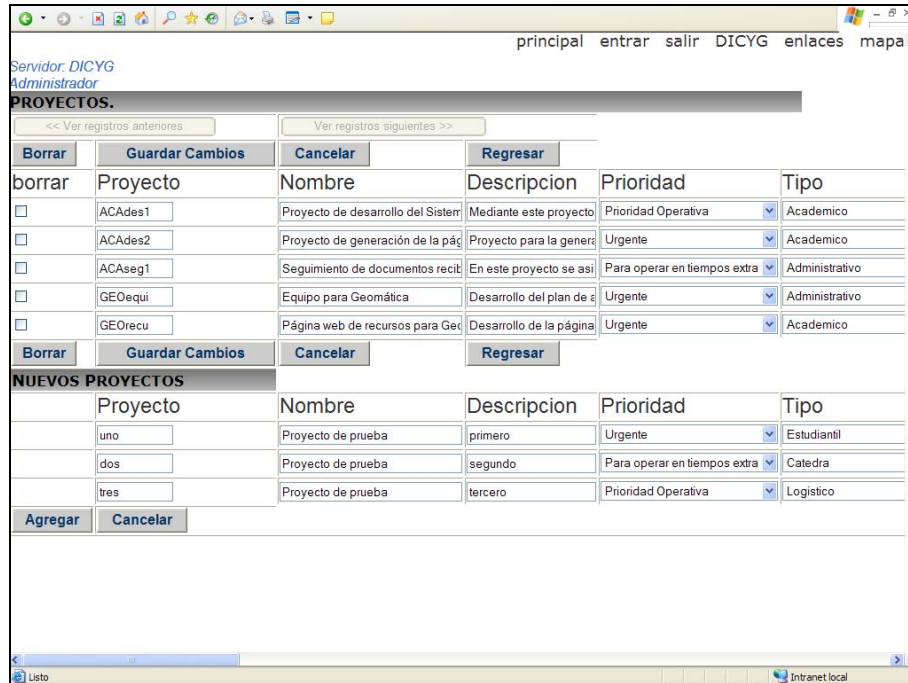 principal entrar salir DICYG enlaces mapa
Servidor: DICYG
Administrador
PROYECTOS.
<< Ver registros anteriores Ver registros siguientes >>
Borrar Guardar Cambios Cancelar Regresar
borrar Proyecto Nombre Descripcion Prioridad Tipo
ACAdes1 Proyecto de desarrollo del Sistem Mediante este proyecto Prioridad Operativa Academico
ACAdes2 Proyecto de generación de la pág Proyecto para la genera Urgente Academico
ACAseg1 Seguimiento de documentos recib En este proyecto se asi Para operar en tiempos extra Administrativo
GEOequi Equipo para Geomática Desarrollo del plan de a Urgente Administrativo
GEOrecu Página web de recursos para Geo Desarrollo de la página Urgente Academico
Borrar Guardar Cambios Cancelar Regresar
NUEVOS PROYECTOS
Proyecto Nombre Descripcion Prioridad Tipo
uno Proyecto de prueba primero Urgente Estudiantil
dos Proyecto de prueba segundo Para operar en tiempos extra Catedra
tres Proyecto de prueba tercero Prioridad Operativa Logistico
Agregar Cancelar
Listo Intranet local